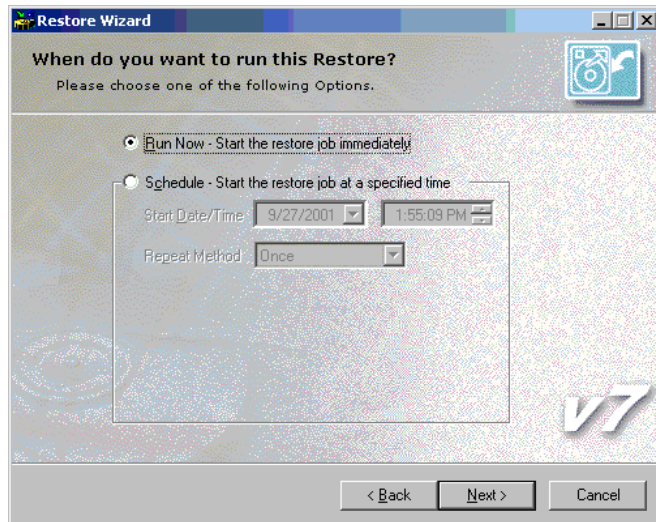 Restore Wizard
When do you want to run this Restore?
Please choose one of the following Options.
Run Now - Start the restore job immediately
Schedule - Start the restore job at a specified time
Start Date/Time 9/27/2001 1:55:09 PM
Repeat Method Once
v7
< Back Next > Cancel